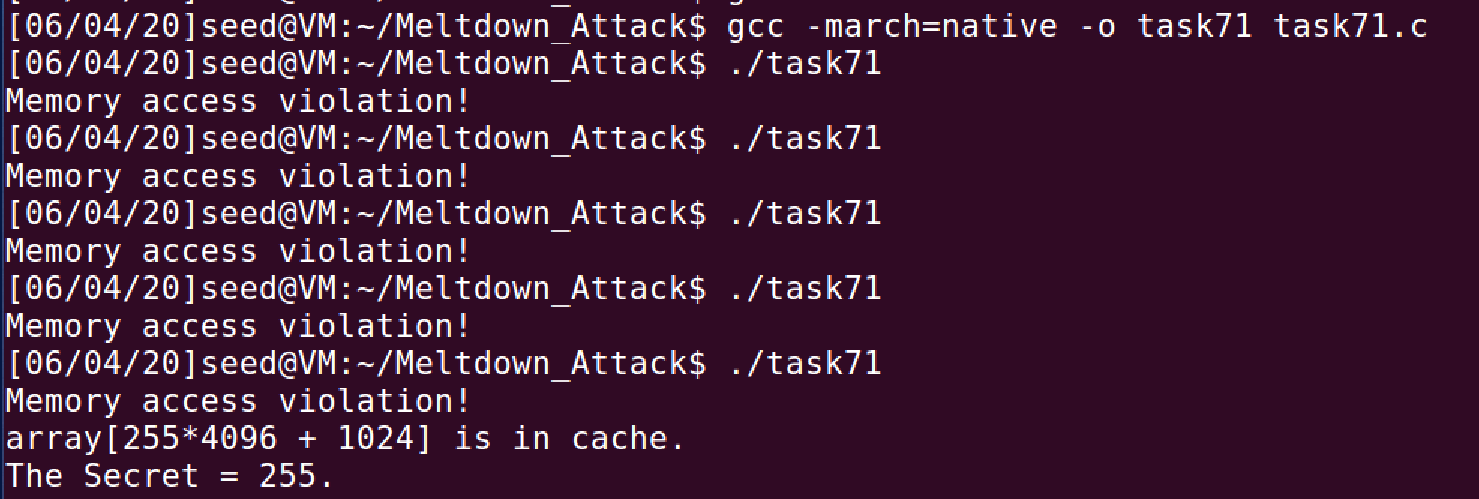 [06/04/20]seed@VM:~/Meltdown_Attack$ gcc -march=native -o task71 task71.c
[06/04/20]seed@VM:~/Meltdown_Attack$ ./task71
Memory access violation!
[06/04/20]seed@VM:~/Meltdown_Attack$ ./task71
Memory access violation!
[06/04/20]seed@VM:~/Meltdown_Attack$ ./task71
Memory access violation!
[06/04/20]seed@VM:~/Meltdown_Attack$ ./task71
Memory access violation!
[06/04/20]seed@VM:~/Meltdown_Attack$ ./task71
Memory access violation!
array[255*4096 + 1024] is in cache.
The Secret = 255.